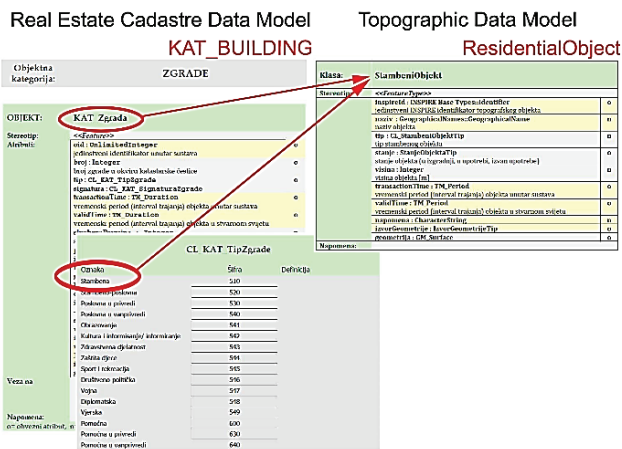 Real Estate Cadastre Data Model
KAT_BUILDING
Topographic Data Model
ResidentialObject
Objektna kategorija:
ZGRADE
OBJEKT:
KAT_Zgrada
Stereotip:
<<Feature>>
Atributi:
oid : UnlimitedInteger
o
jedinstveni identifikator unutar sustava
broj : Integer
o
broj zgrade u okviru katastarske čestice
tip : CL_KAT_TipZgrade
signatura : CL_KAT_SignaturaZgrade
transactionTime : TM_Duration
o
vremenski period (interval trajanja) objekta unutar sustava
validTime : TM_Duration
o
vremenski period (interval trajanja) objekta u stvarnom svijetu
Veza na
Napomena:
o= obvezni atribut,
CL_KAT_TipZgrade
Oznaka
Šifra
Definicija
Stambena
510
Stambeno-poslovna
520
Poslovna u privredi
530
Poslovna u vanprivredi
540
Obrazovanje
541
Kultura i informisanje/ informiranje
542
Zdravstvena djelatnost
543
Zaštita djece
544
Sport i rekreacija
545
Društveno politička
546
Vojna
547
Diplomatska
548
Vjerska
549
Pomoćna
600
Pomoćna u privredi
630
Pomoćna u vanprivredi
640
Klasa:
StambeniObjekt
Stereotip:
<<FeatureType>>
inspireId : INSPIRE Base Types::Identifier
o
jedinstveni INSPIRE identifikator topografskog objekta
naziv : GeographicalNames::GeographicalName
o
naziv objekta
tip : CL_StambeniObjektTip
o
tip stambenog objekta
stanje : StanjeObjektaTip
o
stanje objekta (u izgradnji, u upotrebi, izvan upotrebe)
visina : Integer
o
visina objekta [m]
transactionTime : TM_Period
o
vremenski period (interval trajanja) objekta unutar sustava
validTime : TM_Period
o
vremenski period (interval trajanja) objekta u stvarnom svijetu
napomena : CharacterString
o
izvorGeometrije : IzvorGeometrijeTip
o
geometrija : GM_Surface
o
Napomena: